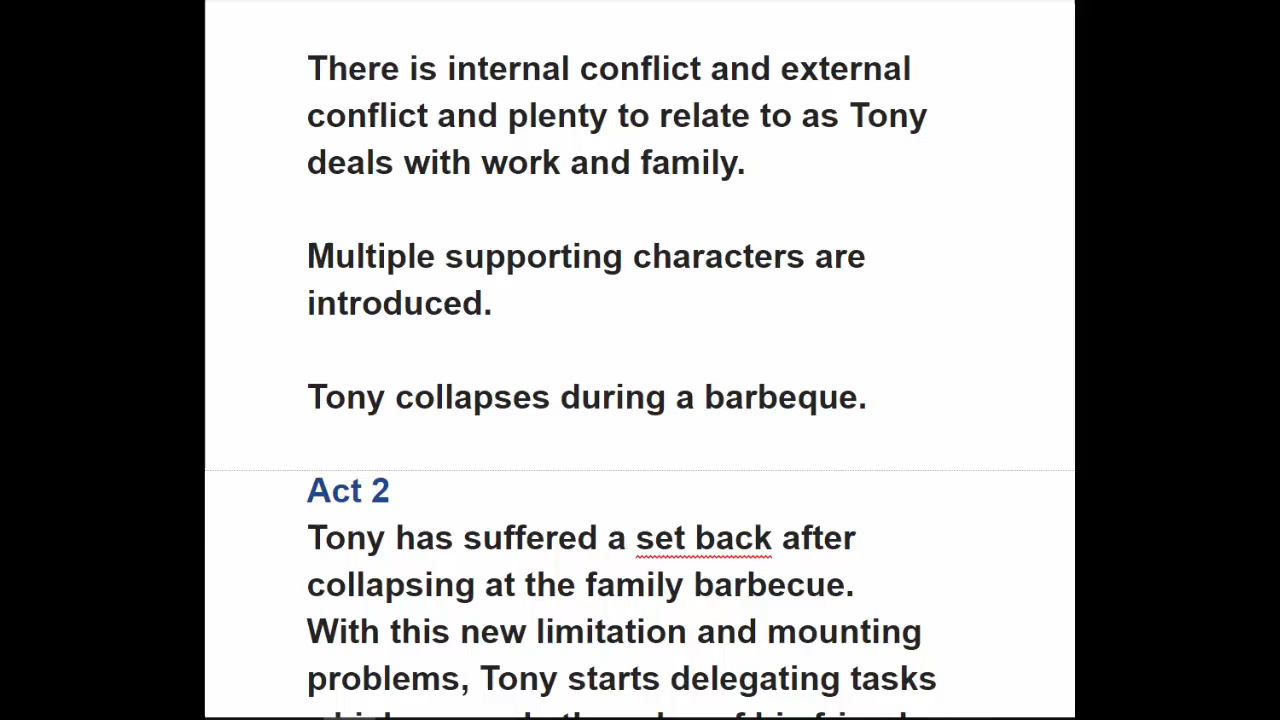 There is internal conflict and external
conflict and plenty to relate to as Tony
deals with work and family.
Multiple supporting characters are
introduced.
Tony collapses during a barbeque.
Act 2
Tony has suffered a set back after
collapsing at the family barbecue.
With this new limitation and mounting
problems, Tony starts delegating tasks